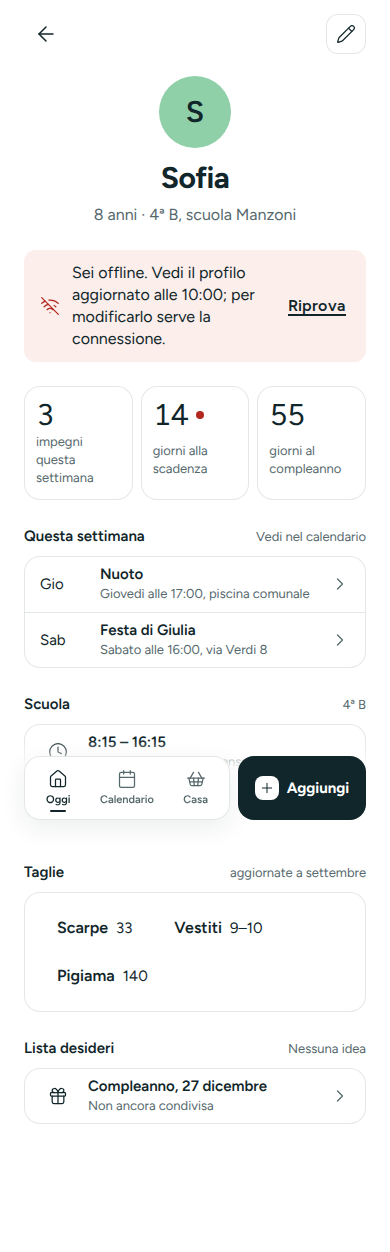 S
Sofia
8 anni · 4ª B, scuola Manzoni
Sei offline. Vedi il profilo
aggiornato alle 10:00; per
modificarlo serve la
connessione.
Riprova
3
impegni
questa
settimana
14
giorni alla
scadenza
55
giorni al
compleanno
Questa settimana
Vedi nel calendario
Gio
Nuoto
Giovedì alle 17:00, piscina comunale
Sab
Festa di Giulia
Sabato alle 16:00, via Verdi 8
Scuola
4ª B
8:15 – 16:15
Oggi
Calendario
Casa
Aggiungi
Taglie
aggiornate a settembre
Scarpe 33
Vestiti 9–10
Pigiama 140
Lista desideri
Nessuna idea
Compleanno, 27 dicembre
Non ancora condivisa